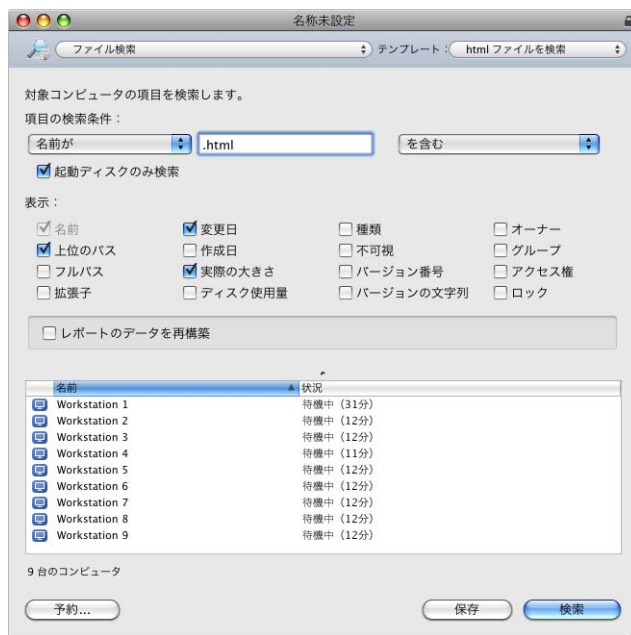 名称未設定
ファイル検索 テンプレート： html ファイルを検索
対象コンピュータの項目を検索します。
項目の検索条件：
名前が .html を含む
起動ディスクのみ検索
表示：
名前 変更日 種類 オーナー
上位のパス 作成日 不可視 グループ
フルパス 実際の大きさ バージョン番号 アクセス権
拡張子 ディスク使用量 バージョンの文字列 ロック
レポートのデータを再構築
名前 状況
Workstation 1 待機中（31分）
Workstation 2 待機中（12分）
Workstation 3 待機中（12分）
Workstation 4 待機中（11分）
Workstation 5 待機中（12分）
Workstation 6 待機中（12分）
Workstation 7 待機中（12分）
Workstation 8 待機中（12分）
Workstation 9 待機中（12分）
9 台のコンピュータ
予約... 保存 検索